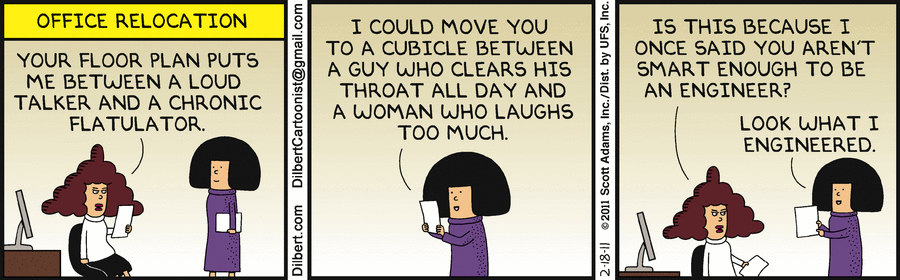 OFFICE RELOCATION
YOUR FLOOR PLAN PUTS
ME BETWEEN A LOUD
TALKER AND A CHRONIC
FLATULATOR.
DilbertCartoonist@gmail.com
Dilbert.com
I COULD MOVE YOU
TO A CUBICLE BETWEEN
A GUY WHO CLEARS HIS
THROAT ALL DAY AND
A WOMAN WHO LAUGHS
TOO MUCH.
2-18-11 ©2011 Scott Adams, Inc./Dist. by UFS, Inc.
IS THIS BECAUSE I
ONCE SAID YOU AREN'T
SMART ENOUGH TO BE
AN ENGINEER?
LOOK WHAT I
ENGINEERED.